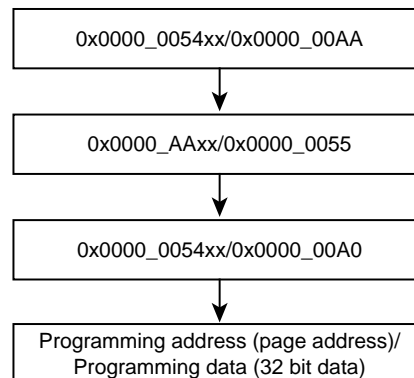 0x0000_0054xx/0x0000_00AA
0x0000_AAxx/0x0000_0055
0x0000_0054xx/0x0000_00A0
Programming address (page address)/
Programming data (32 bit data)